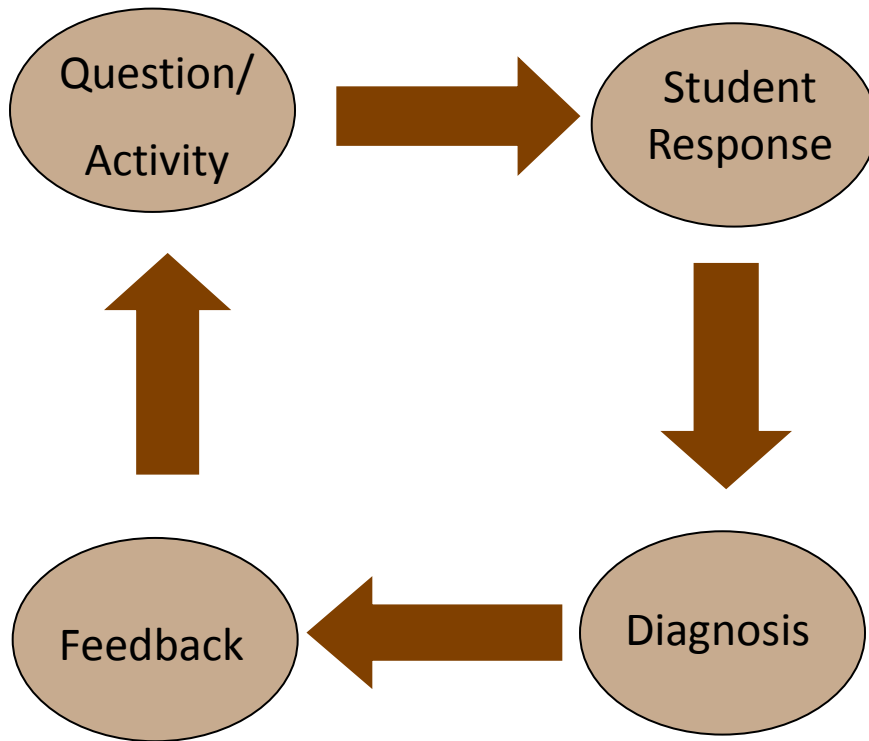 Question/
Activity
Student
Response
Feedback
Diagnosis